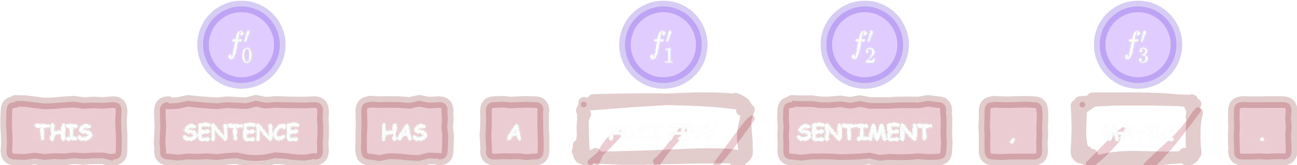 f′₀ f′₁ f′₂ f′₃
THIS SENTENCE HAS A SENTIMENT , .